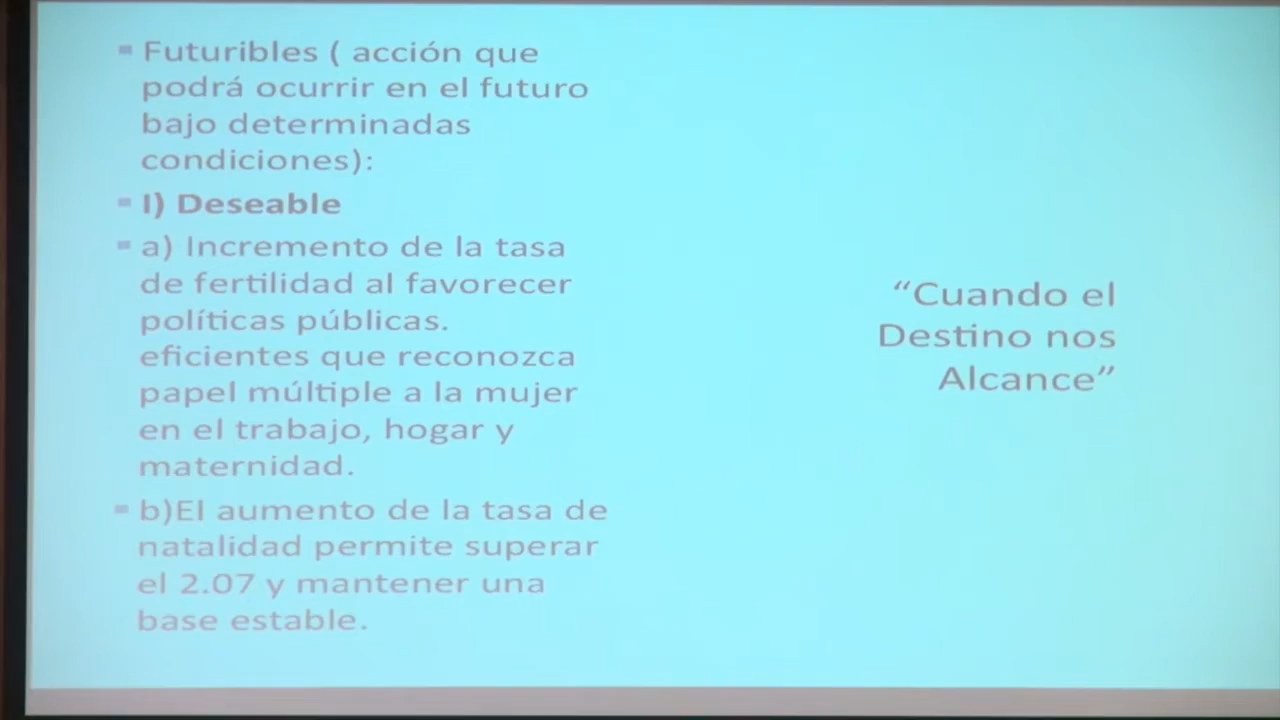 Futuribles ( acción que
podrá ocurrir en el futuro
bajo determinadas
condiciones):
I) Deseable
a) Incremento de la tasa
de fertilidad al favorecer
políticas públicas.
eficientes que reconozca
papel múltiple a la mujer
en el trabajo, hogar y
maternidad.
b)El aumento de la tasa de
natalidad permite superar
el 2.07 y mantener una
base estable.
“Cuando el
Destino nos
Alcance”